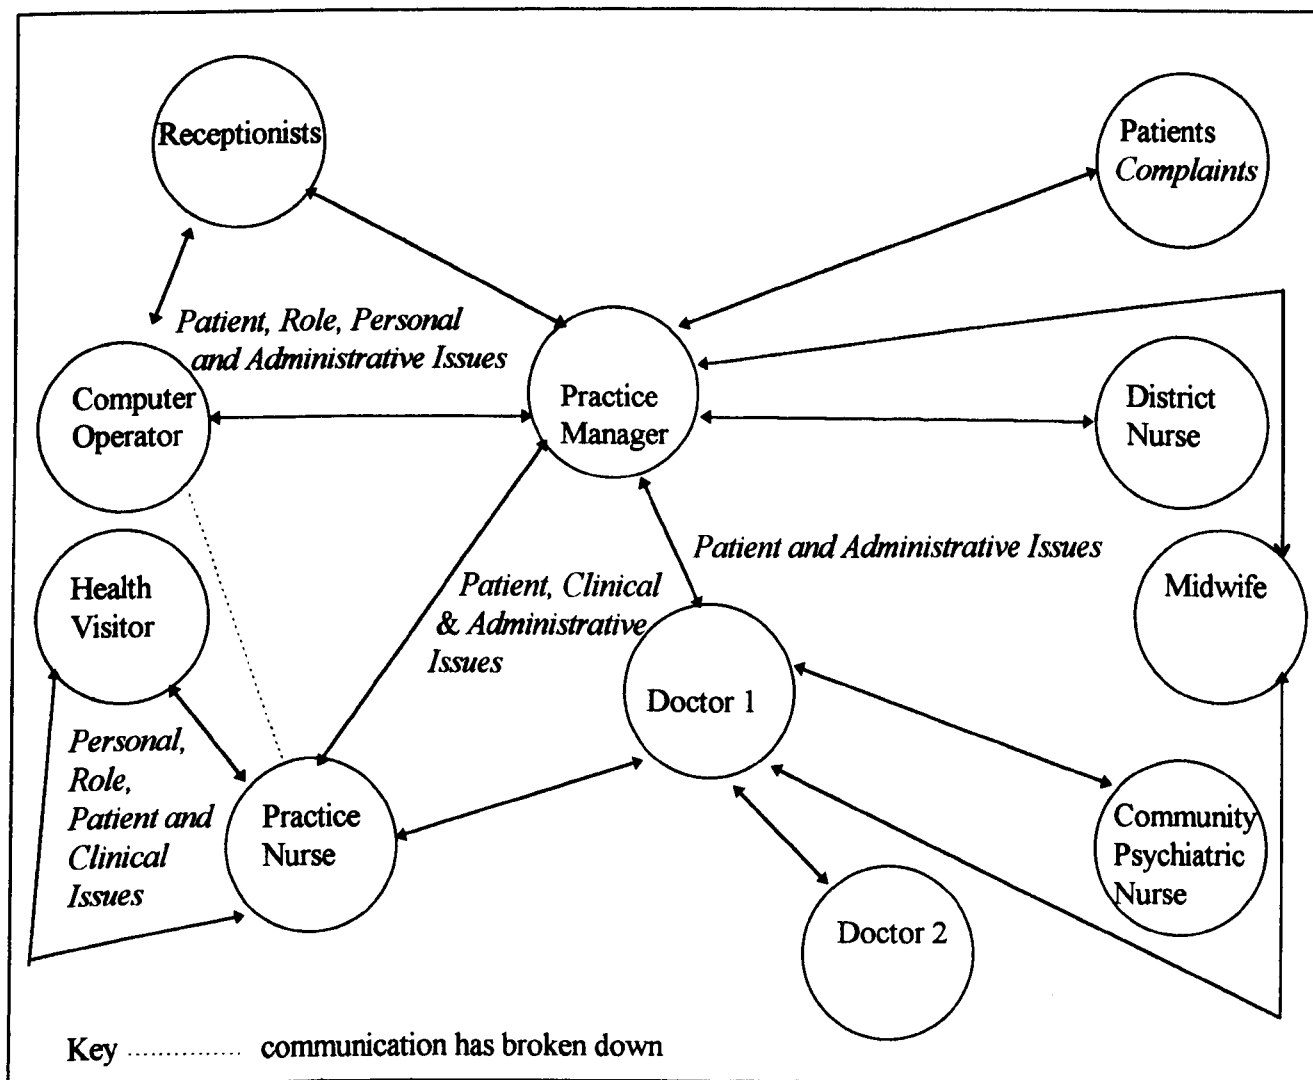 Receptionists
Patients
Complaints
Patient, Role, Personal
and Administrative Issues
Computer
Operator
Practice
Manager
District
Nurse
Patient and Administrative Issues
Health
Visitor
Patient, Clinical
& Administrative
Issues
Midwife
Doctor 1
Personal,
Role,
Patient and
Clinical
Issues
Practice
Nurse
Community
Psychiatric
Nurse
Doctor 2
Key .............. communication has broken down